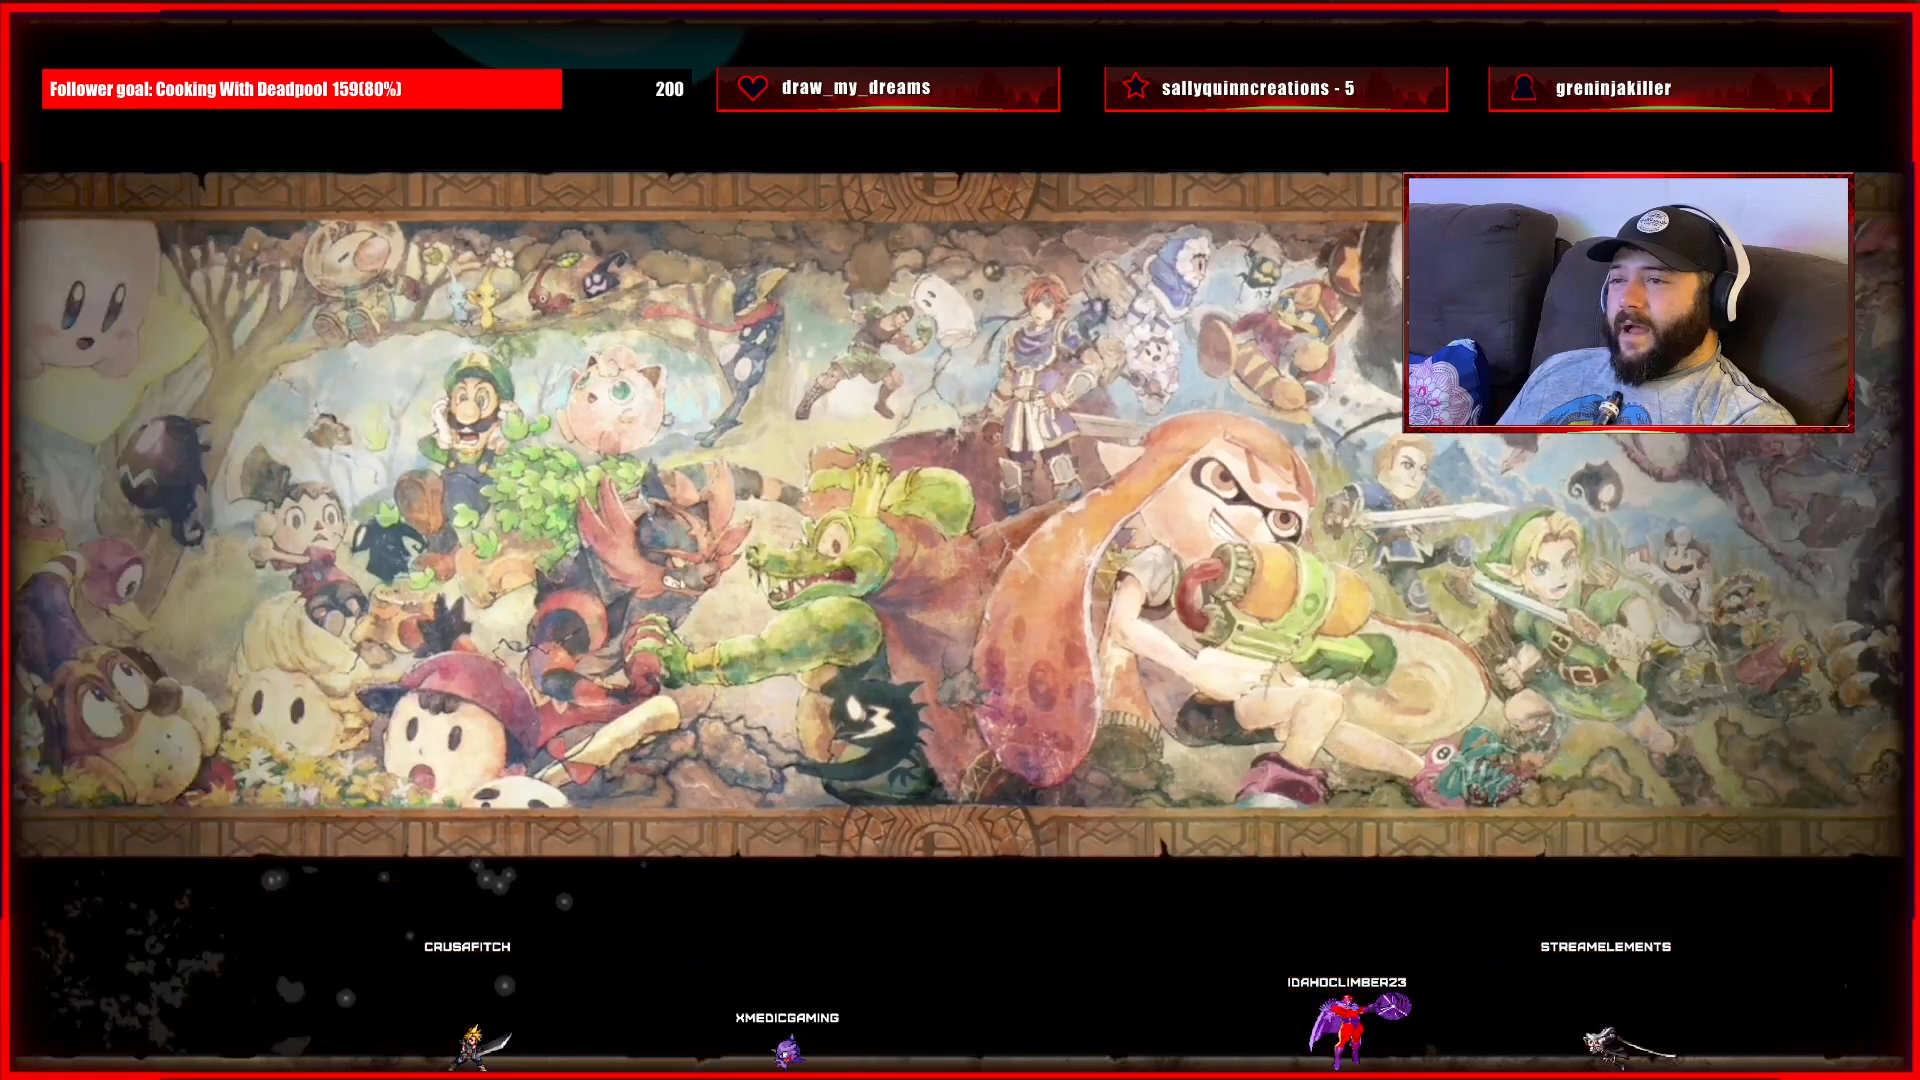 Follower goal: Cooking With Deadpool 159(80%)
200
draw_my_dreams
sallyquinncreations - 5
greninjakiller
CRUSAFITCH
STREAMELEMENTS
IDAHOCLIMBER23
XMEDICGAMING